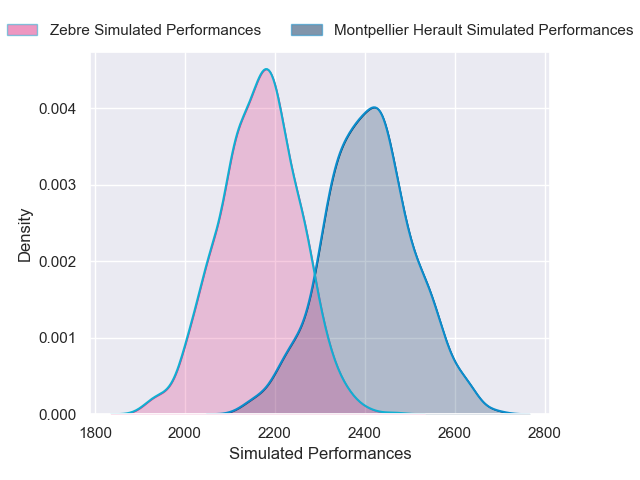 Zebre Simulated Performances Montpellier Herault Simulated Performances
0.004
0.003
0.002
0.001
0.000
Density
1800 2000 2200 2400 2600 2800
Simulated Performances